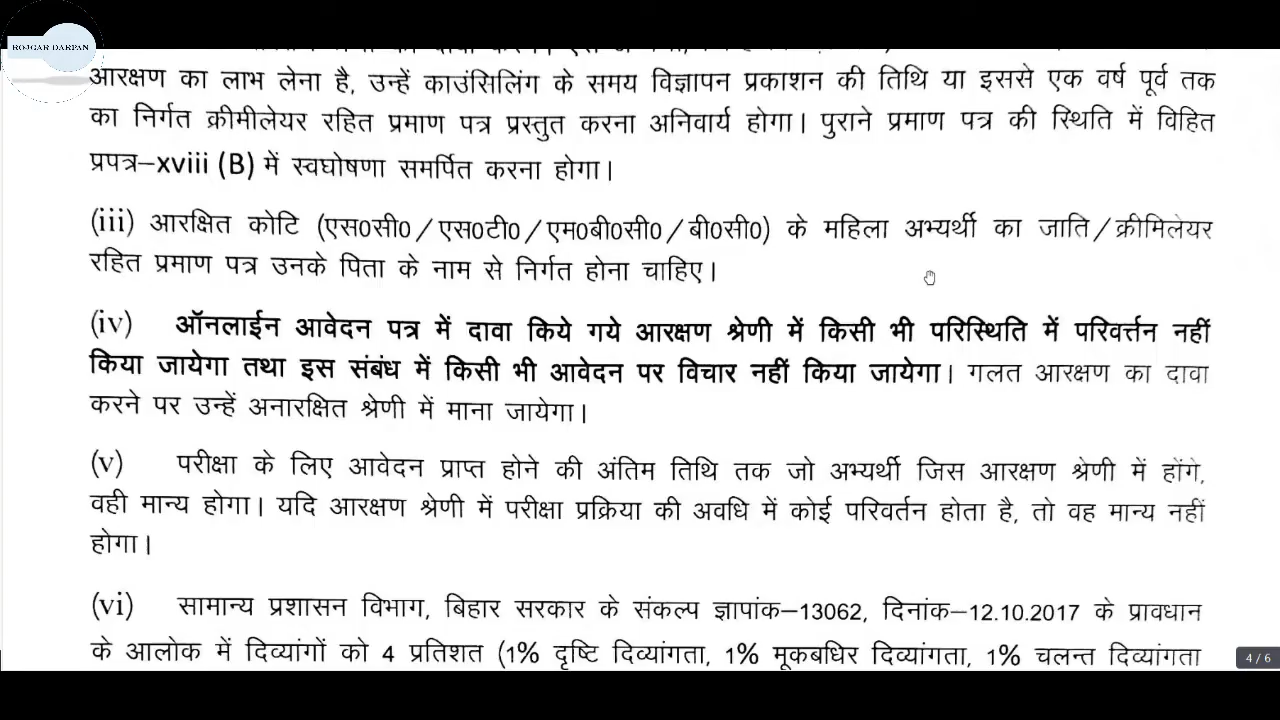 ROJGAR DARPAN
आरक्षण का लाभ लेना है, उन्हें काउंसिलिंग के समय विज्ञापन प्रकाशन की तिथि या इससे एक वर्ष पूर्व तक
का निर्गत क्रीमीलेयर रहित प्रमाण पत्र प्रस्तुत करना अनिवार्य होगा। पुराने प्रमाण पत्र की स्थिति में विहित
प्रपत्र–xviii (B) में स्वघोषणा समर्पित करना होगा।
(iii) आरक्षित कोटि (एस0सी0/एस0टी0/एम0बी0सी0/बी0सी0) के महिला अभ्यर्थी का जाति/क्रीमिलेयर
रहित प्रमाण पत्र उनके पिता के नाम से निर्गत होना चाहिए।
(iv) ऑनलाईन आवेदन पत्र में दावा किये गये आरक्षण श्रेणी में किसी भी परिस्थिति में परिवर्त्तन नहीं
किया जायेगा तथा इस संबंध में किसी भी आवेदन पर विचार नहीं किया जायेगा। गलत आरक्षण का दावा
करने पर उन्हें अनारक्षित श्रेणी में माना जायेगा।
(v) परीक्षा के लिए आवेदन प्राप्त होने की अंतिम तिथि तक जो अभ्यर्थी जिस आरक्षण श्रेणी में होंगे,
वही मान्य होगा। यदि आरक्षण श्रेणी में परीक्षा प्रक्रिया की अवधि में कोई परिवर्तन होता है, तो वह मान्य नहीं
होगा।
(vi) सामान्य प्रशासन विभाग, बिहार सरकार के संकल्प ज्ञापांक–13062, दिनांक–12.10.2017 के प्रावधान
के आलोक में दिव्यांगों को 4 प्रतिशत (1% दृष्टि दिव्यांगता, 1% मूकबधिर दिव्यांगता, 1% चलन्त दिव्यांगता
4 / 6